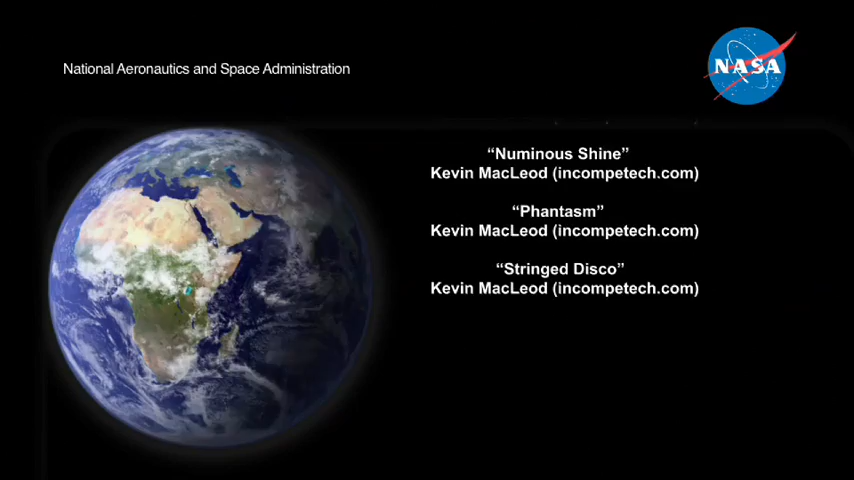 National Aeronautics and Space Administration
NASA
“Numinous Shine”
Kevin MacLeod (incompetech.com)
“Phantasm”
Kevin MacLeod (incompetech.com)
“Stringed Disco”
Kevin MacLeod (incompetech.com)